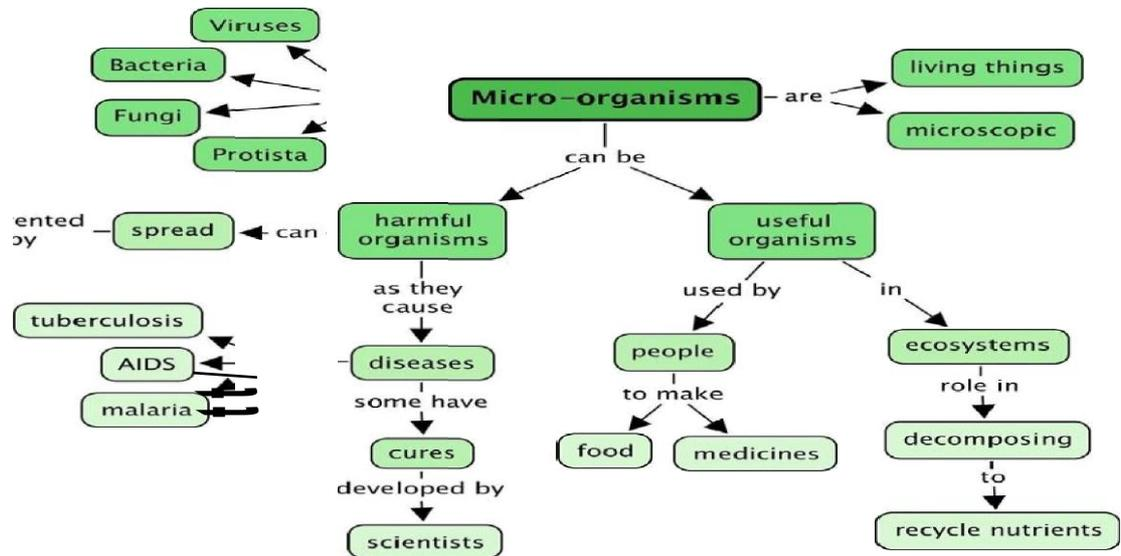 Viruses
Bacteria
Fungi
Protista
Micro-organisms
are
living things
microscopic
can be
harmful
organisms
useful
organisms
can
spread
ented
by
as they
cause
diseases
tuberculosis
AIDS
malaria
some have
cures
developed by
scientists
used by
people
to make
food
medicines
in
ecosystems
role in
decomposing
to
recycle nutrients